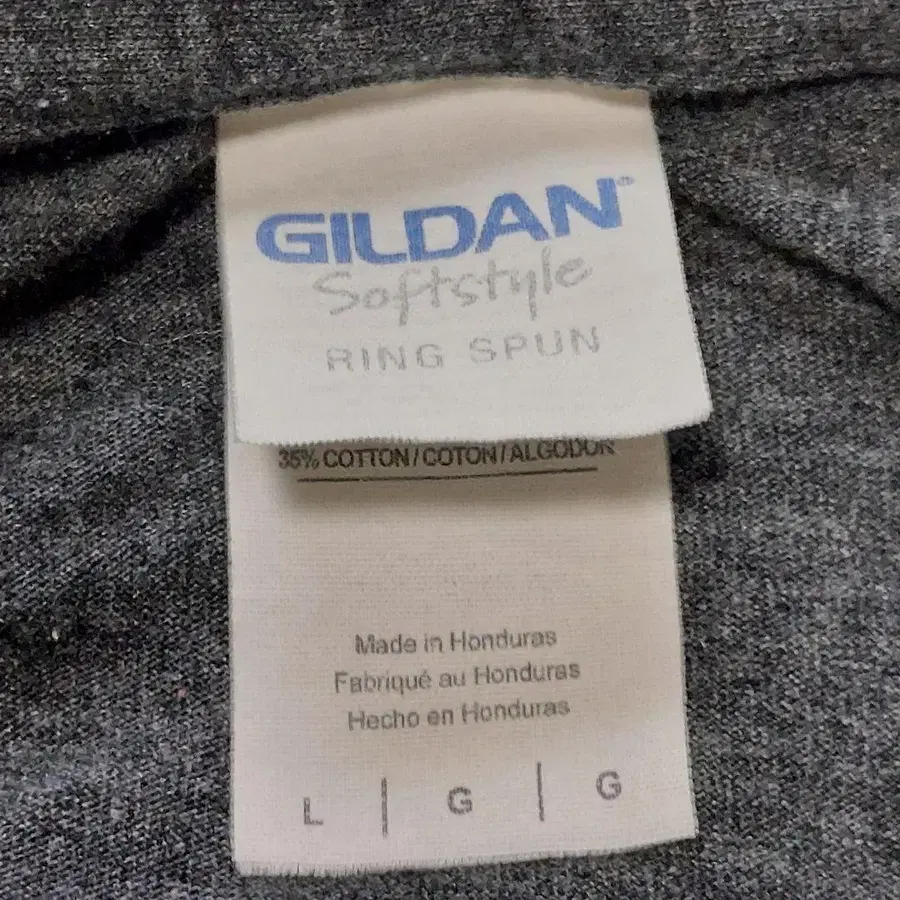 GILDAN
Softstyle
RING SPUN
35% COTTON/COTON/ALGODON
Made in Honduras
Fabriqué au Honduras
Hecho en Honduras
L | G | G